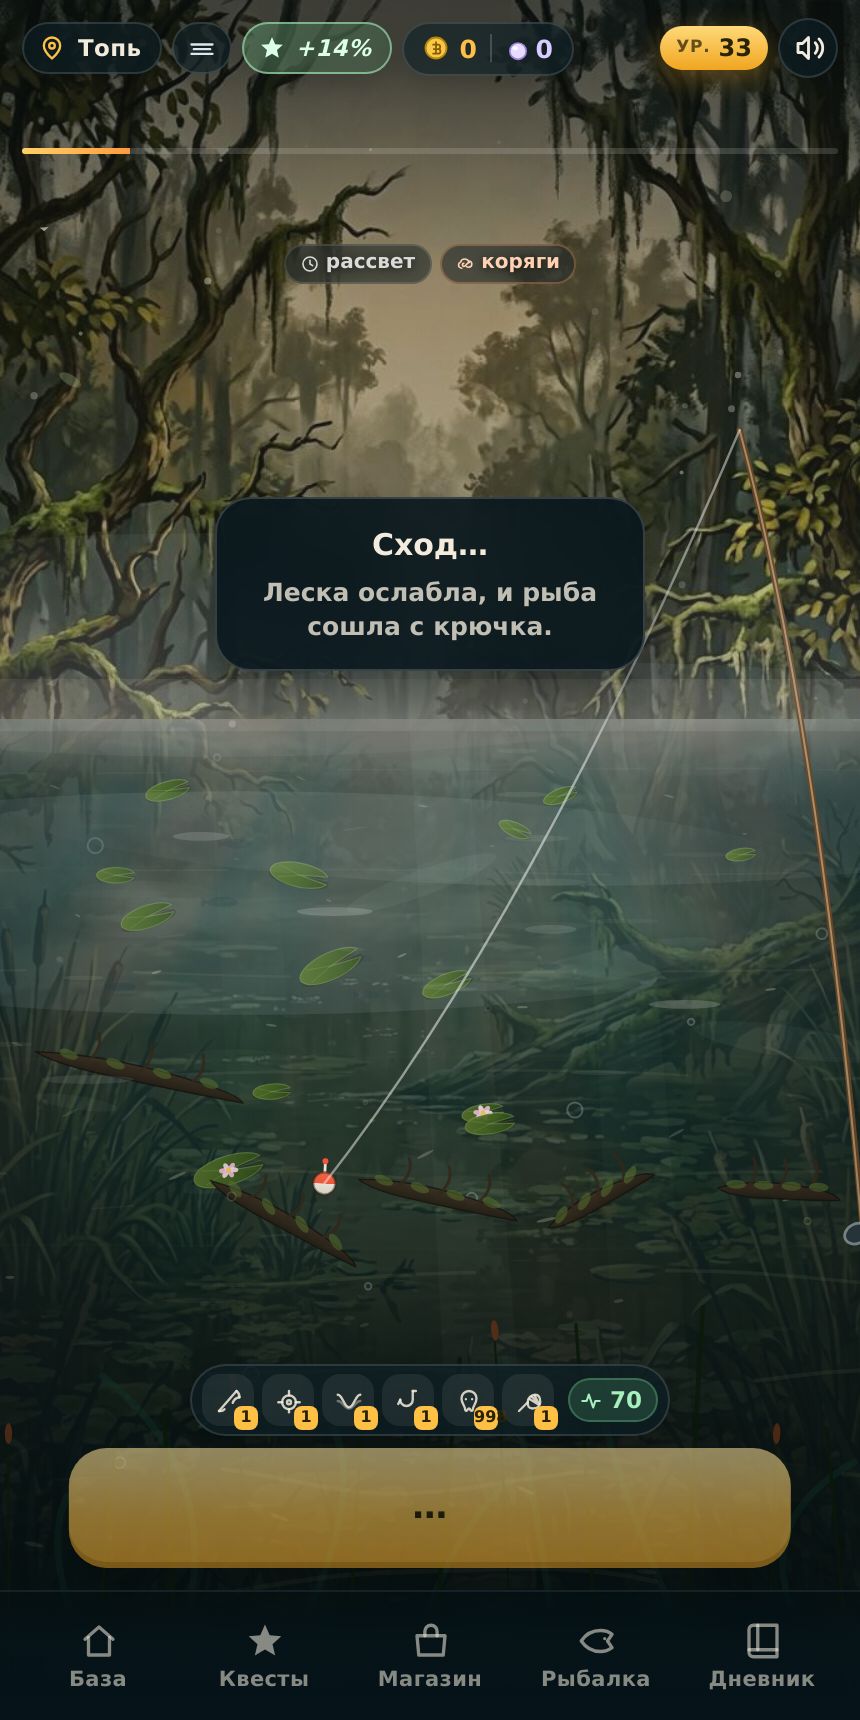 Топь
+14%
0
0
УР. 33
рассвет
коряги
Сход...
Леска ослабла, и рыба
сошла с крючка.
1
1
1
1
1
70
...
База
Квесты
Магазин
Рыбалка
Дневник